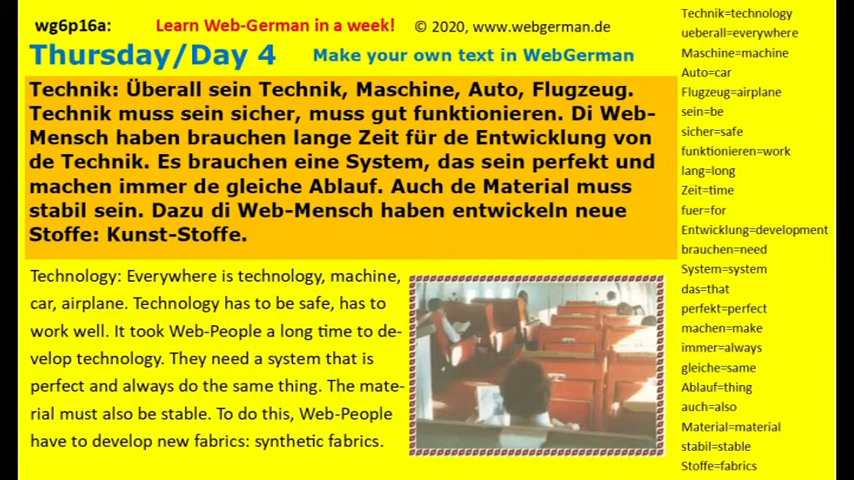 wg6p16a: Learn Web-German in a week! © 2020, www.webgerman.de
Thursday/Day 4 Make your own text in WebGerman
Technik: Überall sein Technik, Maschine, Auto, Flugzeug.
Technik muss sein sicher, muss gut funktionieren. Di Web-
Mensch haben brauchen lange Zeit für de Entwicklung von
de Technik. Es brauchen eine System, das sein perfekt und
machen immer de gleiche Ablauf. Auch de Material muss
stabil sein. Dazu di Web-Mensch haben entwickeln neue
Stoffe: Kunst-Stoffe.
Technology: Everywhere is technology, machine,
car, airplane. Technology has to be safe, has to
work well. It took Web-People a long time to de-
velop technology. They need a system that is
perfect and always do the same thing. The mate-
rial must also be stable. To do this, Web-People
have to develop new fabrics: synthetic fabrics.
Technik=technology
ueberall=everywhere
Maschine=machine
Auto=car
Flugzeug=airplane
sein=be
sicher=safe
funktionieren=work
lang=long
Zeit=time
fuer=for
Entwicklung=development
brauchen=need
System=system
das=that
perfekt=perfect
machen=make
immer=always
gleiche=same
Ablauf=thing
auch=also
Material=material
stabil=stable
Stoffe=fabrics